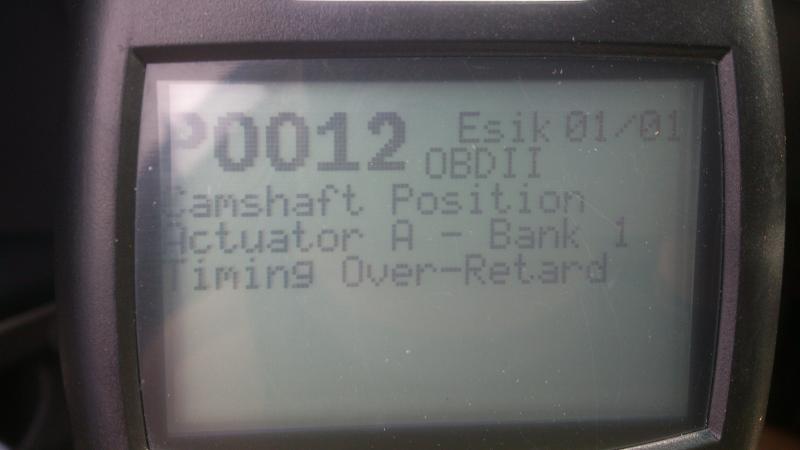 P0012 Esik 01/01
OBDII
Camshaft Position
Actuator A - Bank 1
Timing Over-Retard